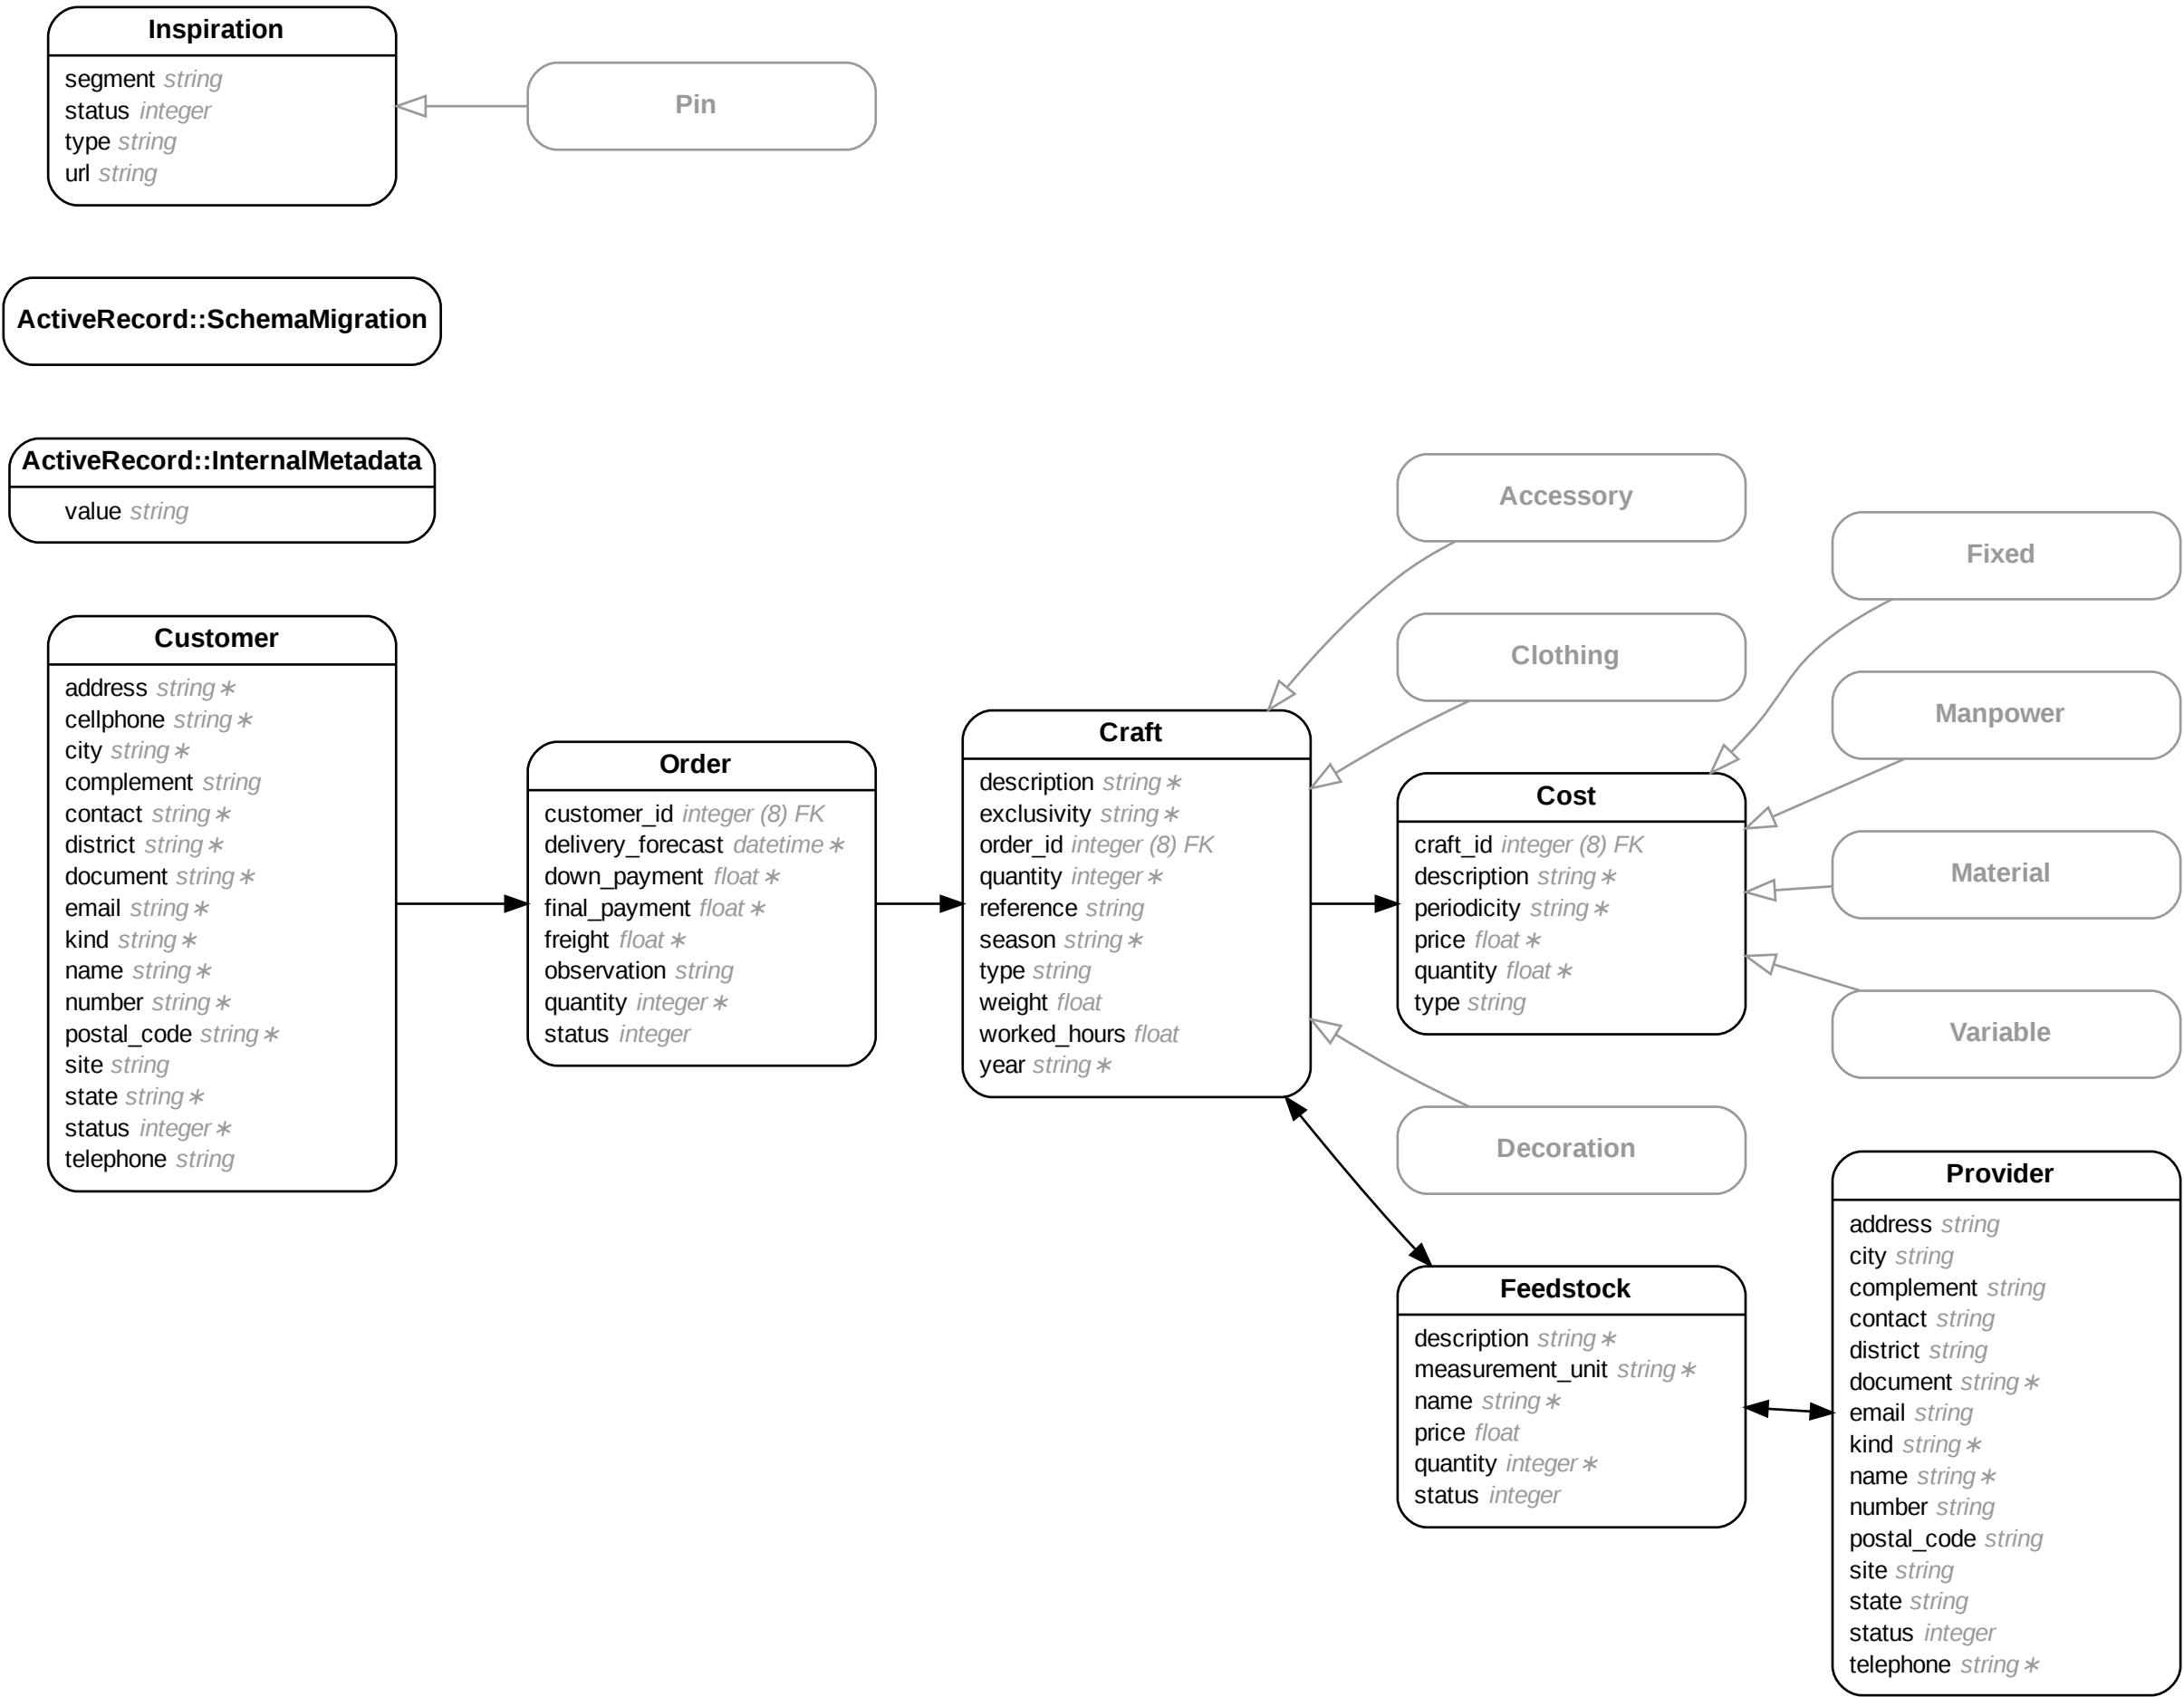 Inspiration
segment string
status integer
type string
url string
Pin
ActiveRecord::SchemaMigration
ActiveRecord::InternalMetadata
value string
Customer
address string∗
cellphone string∗
city string∗
complement string
contact string∗
district string∗
document string∗
email string∗
kind string∗
name string∗
number string∗
postal_code string∗
site string
state string∗
status integer∗
telephone string
Order
customer_id integer (8) FK
delivery_forecast datetime∗
down_payment float∗
final_payment float∗
freight float∗
observation string
quantity integer∗
status integer
Craft
description string∗
exclusivity string∗
order_id integer (8) FK
quantity integer∗
reference string
season string∗
type string
weight float
worked_hours float
year string∗
Accessory
Clothing
Cost
craft_id integer (8) FK
description string∗
periodicity string∗
price float∗
quantity float∗
type string
Decoration
Feedstock
description string∗
measurement_unit string∗
name string∗
price float
quantity integer∗
status integer
Fixed
Manpower
Material
Variable
Provider
address string
city string
complement string
contact string
district string
document string∗
email string
kind string∗
name string∗
number string
postal_code string
site string
state string
status integer
telephone string∗